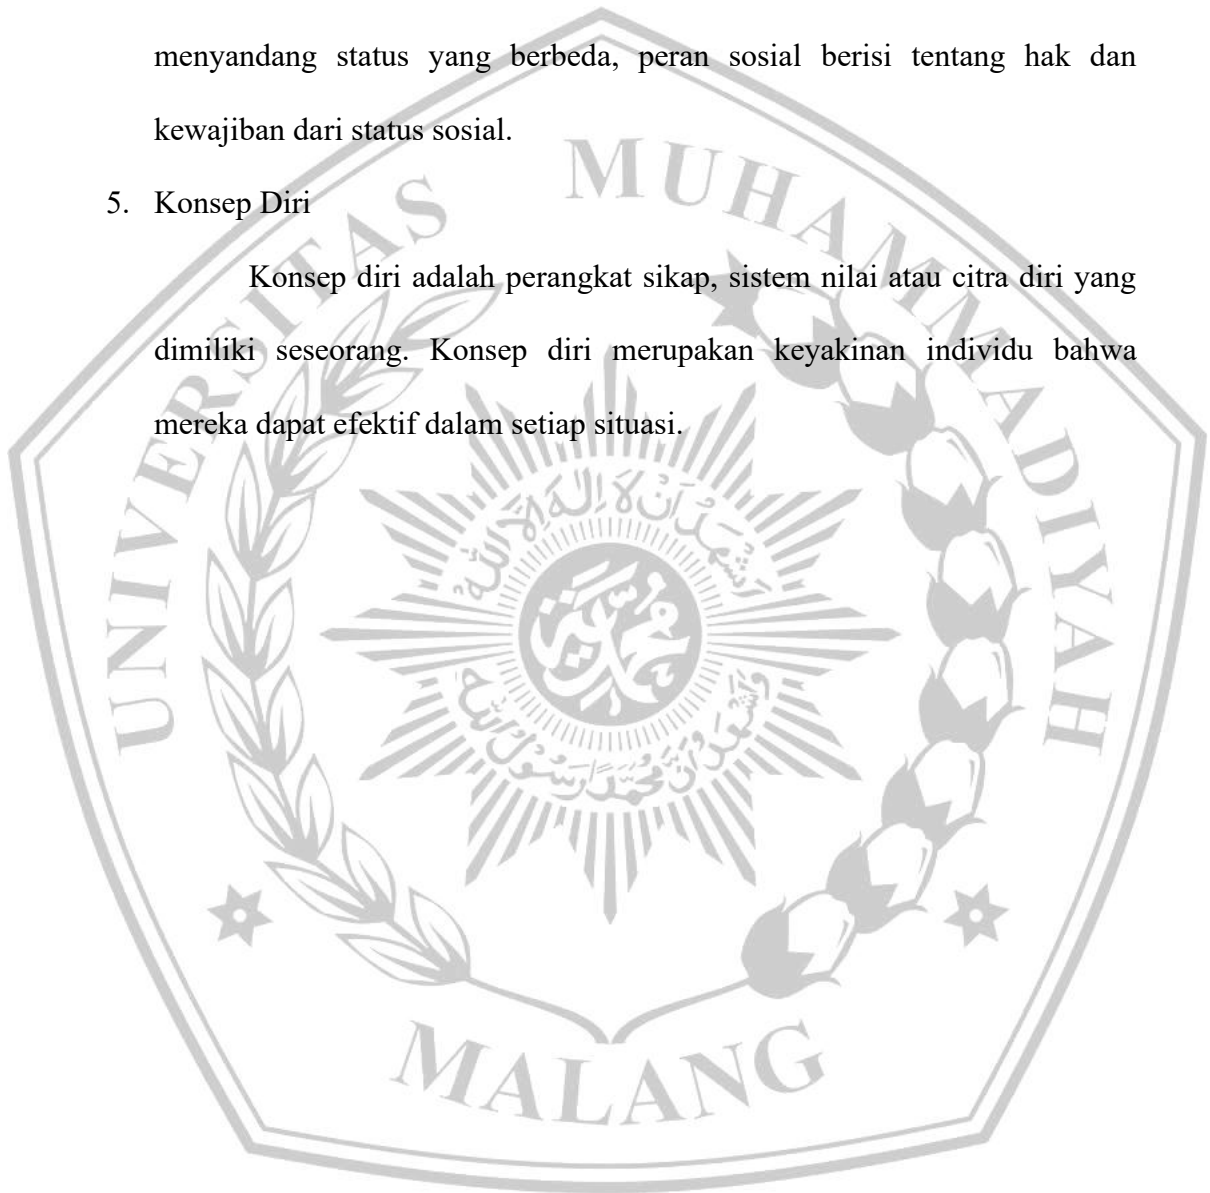 menyandang status yang berbeda, peran sosial berisi tentang hak dan
kewajiban dari status sosial.
5. Konsep Diri
Konsep diri adalah perangkat sikap, sistem nilai atau citra diri yang
dimiliki seseorang. Konsep diri merupakan keyakinan individu bahwa
mereka dapat efektif dalam setiap situasi.
UNIVERSITAS MUHAMMADIYAH
MALANG